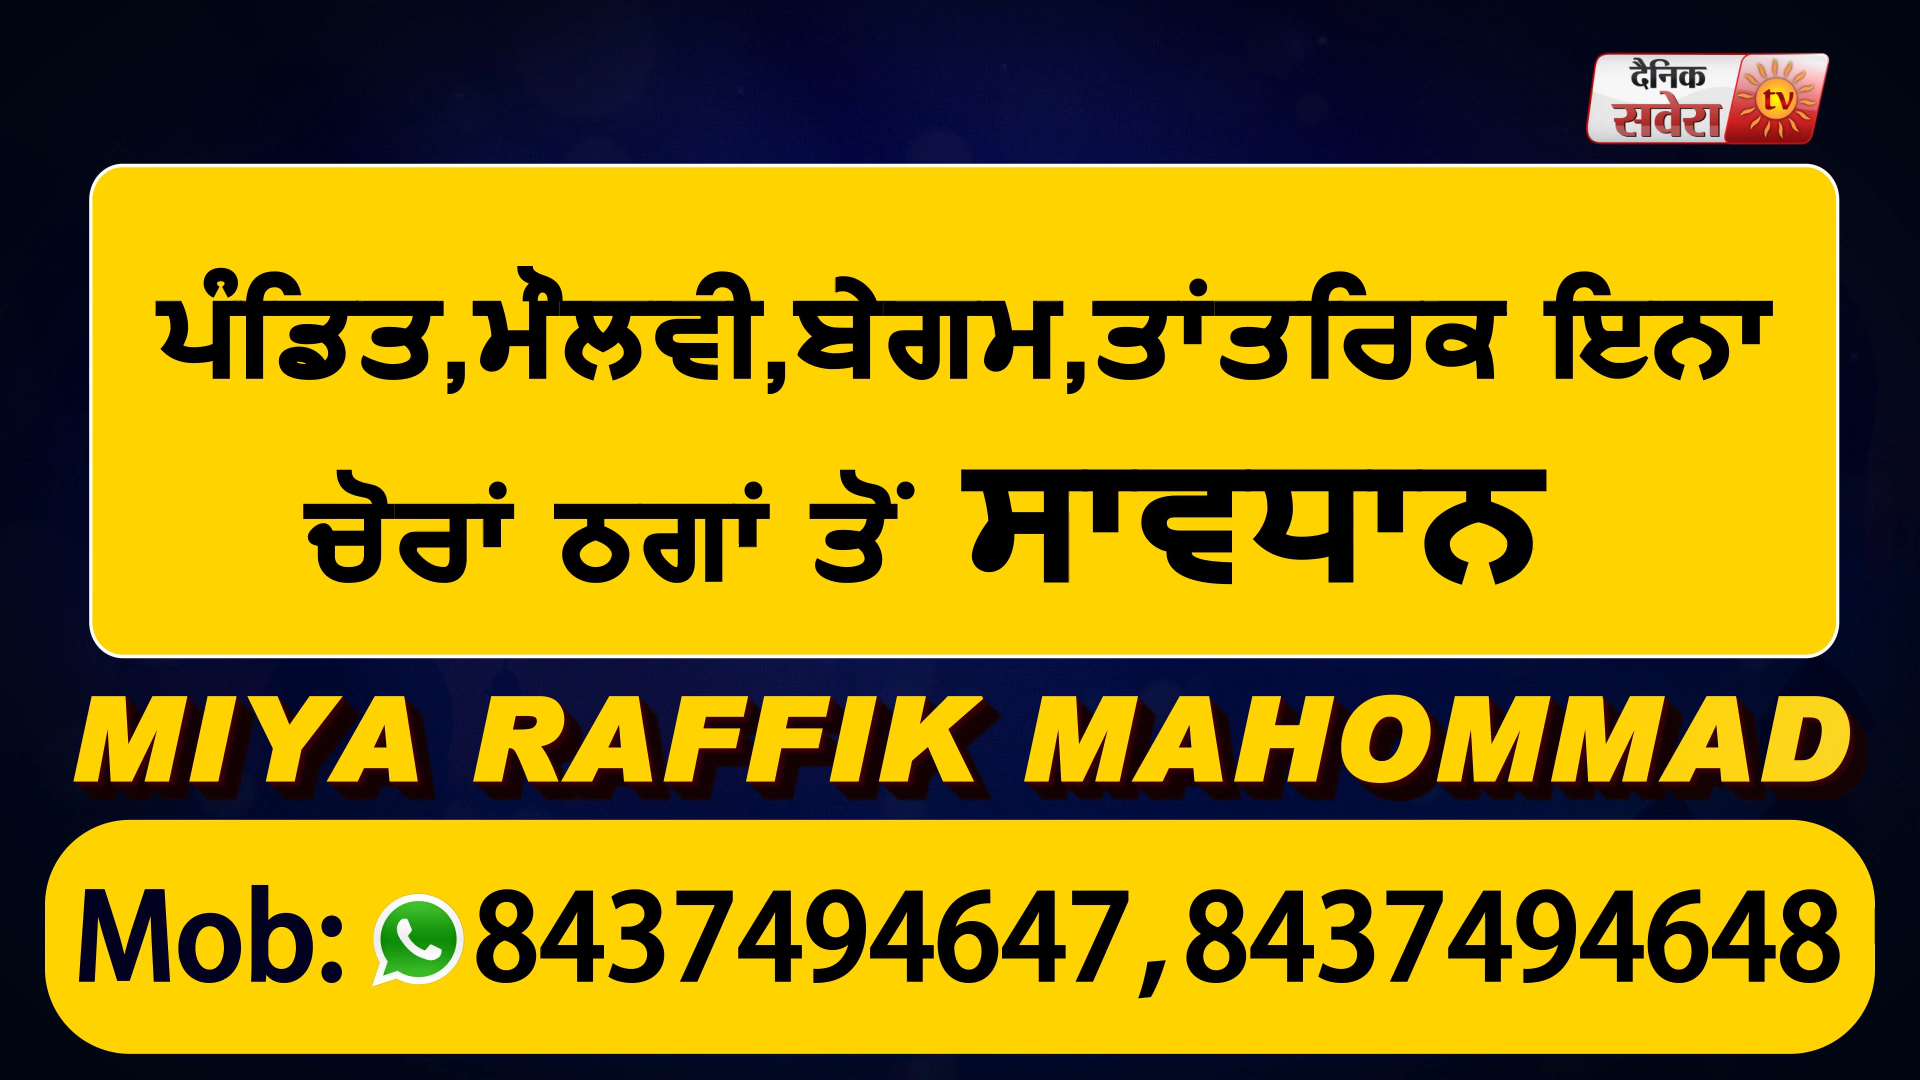 दैनिक
सवेरा tv
ਪੰਡਿਤ,ਮੌਲਵੀ,ਬੇਗਮ,ਤਾਂਤਰਿਕ ਇਨਾ
ਚੋਰਾਂ ਠਗਾਂ ਤੋਂ ਸਾਵਧਾਨ
MIYA RAFFIK MAHOMMAD
Mob: 8437494647, 8437494648